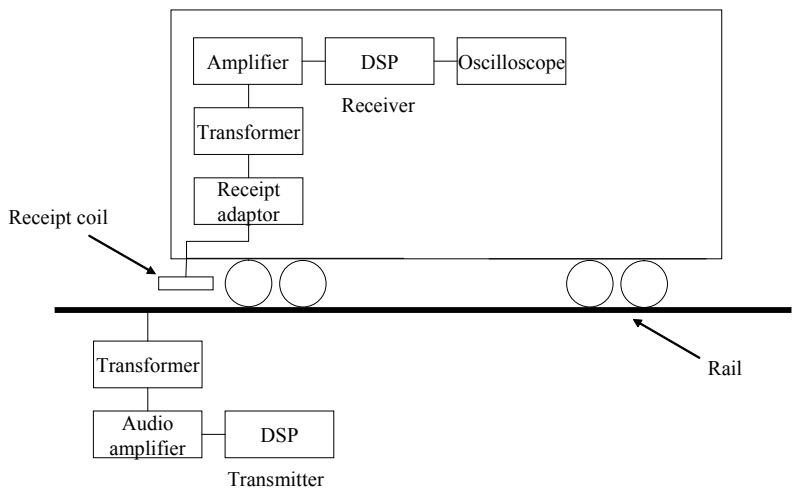 Amplifier
DSP
Oscilloscope
Receiver
Transformer
Receipt
adaptor
Receipt coil
Transformer
Rail
Audio
amplifier
DSP
Transmitter